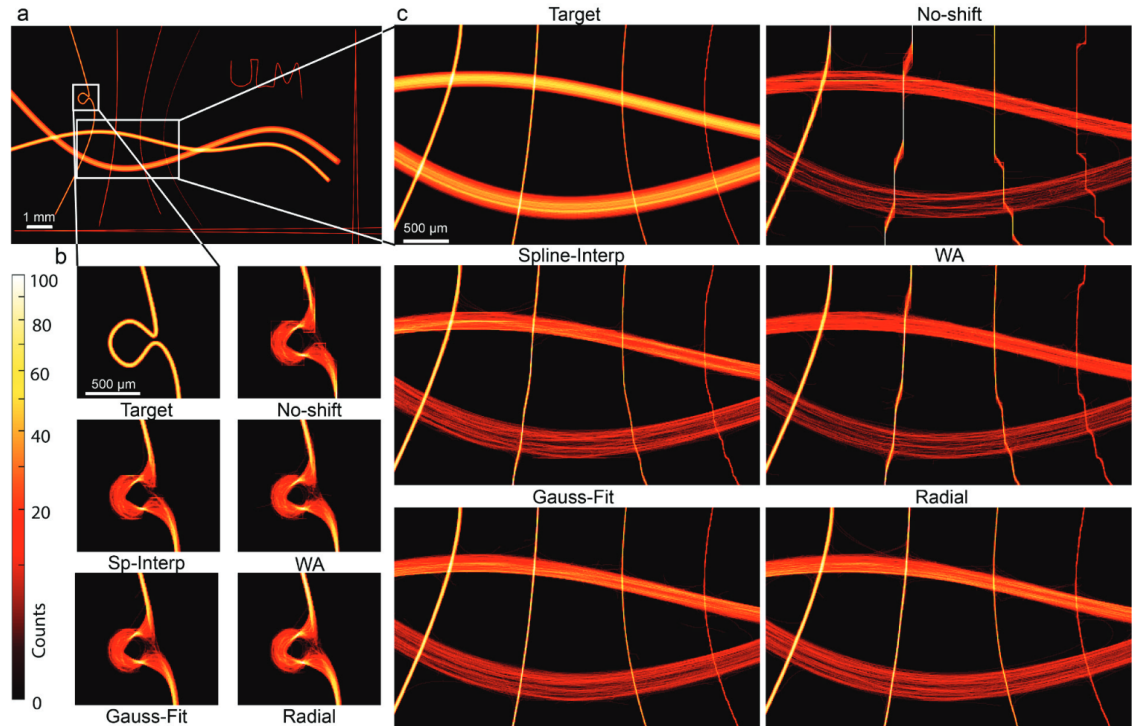 a
ULM
1 mm
b
100
80
60
40
20
0
Counts
500 µm
Target
No-shift
Sp-Interp
WA
Gauss-Fit
Radial
c
Target
No-shift
500 µm
Spline-Interp
WA
Gauss-Fit
Radial